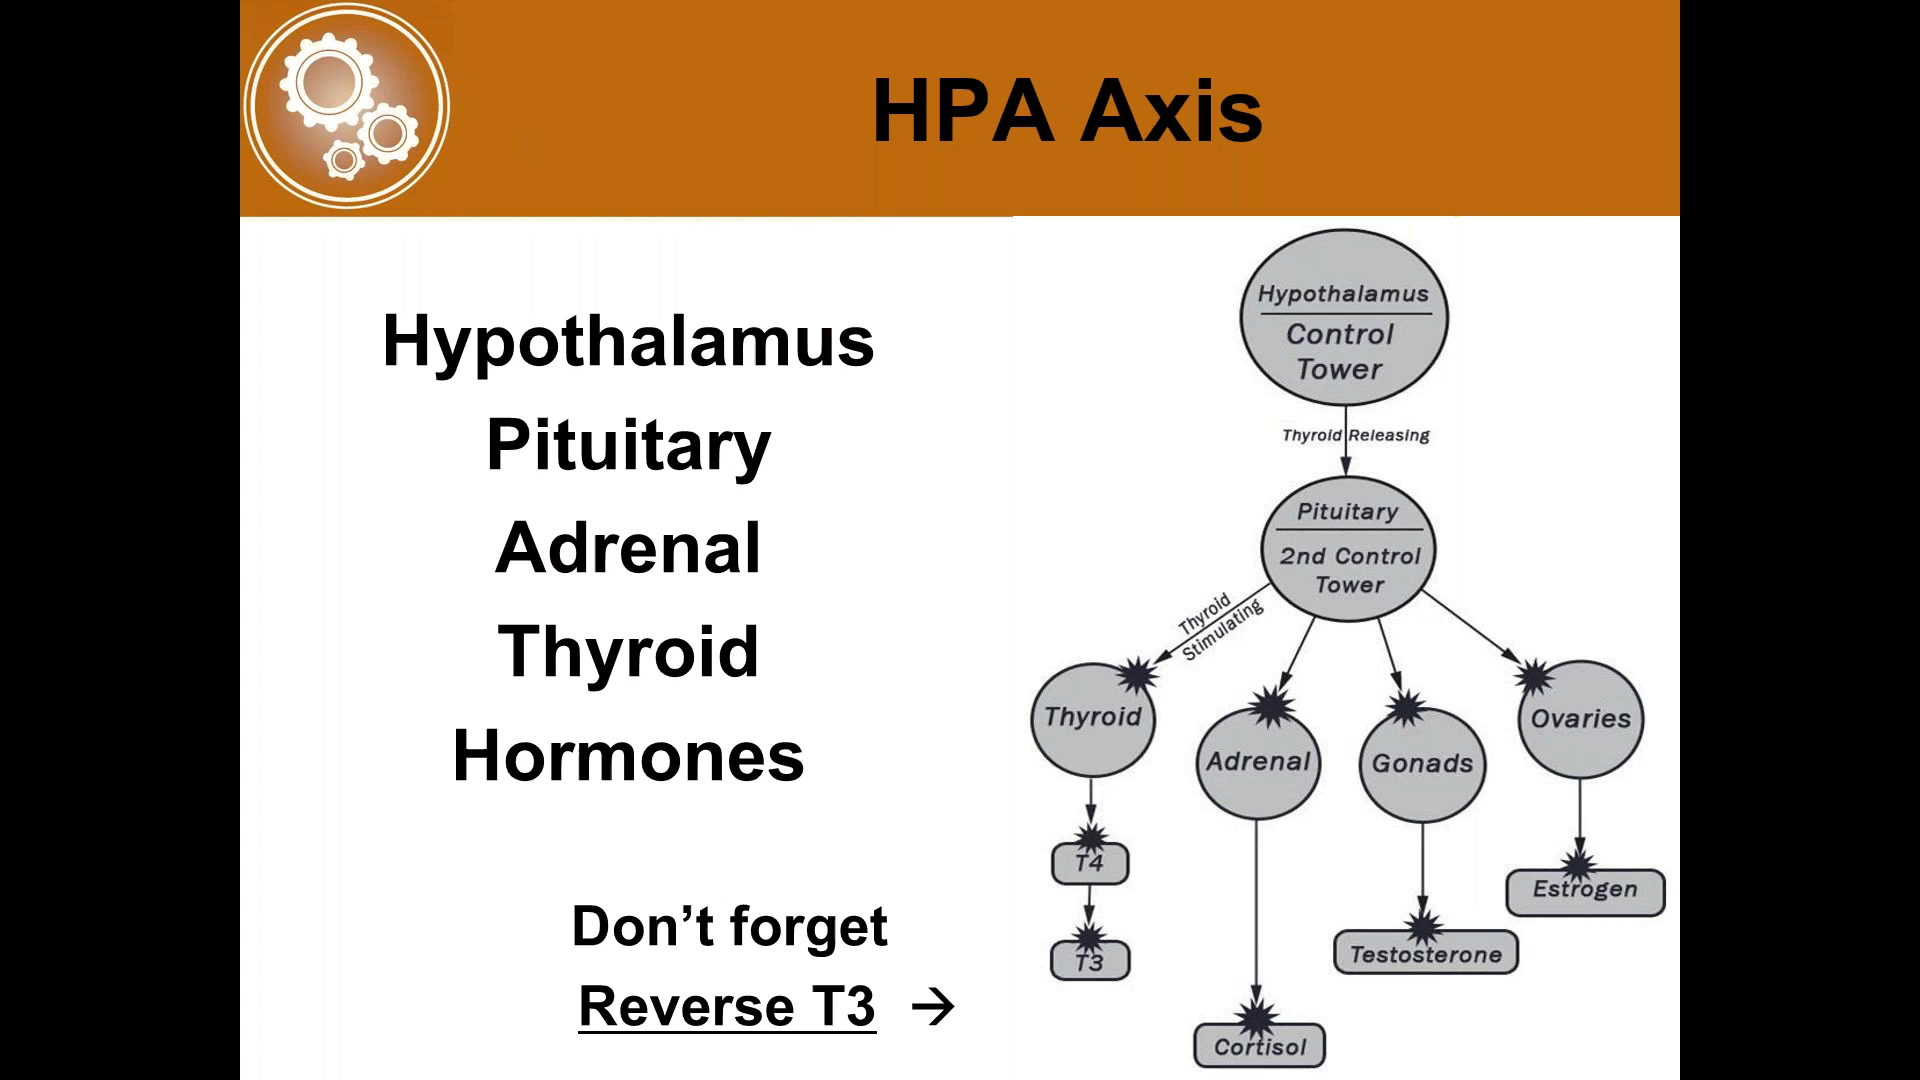 HPA Axis
Hypothalamus
Pituitary
Adrenal
Thyroid
Hormones
Don’t forget
Reverse T3 →
Hypothalamus
Control
Tower
Thyroid Releasing
Pituitary
2nd Control
Tower
Thyroid
Stimulating
Thyroid
Adrenal
Gonads
Ovaries
T4
T3
Cortisol
Testosterone
Estrogen